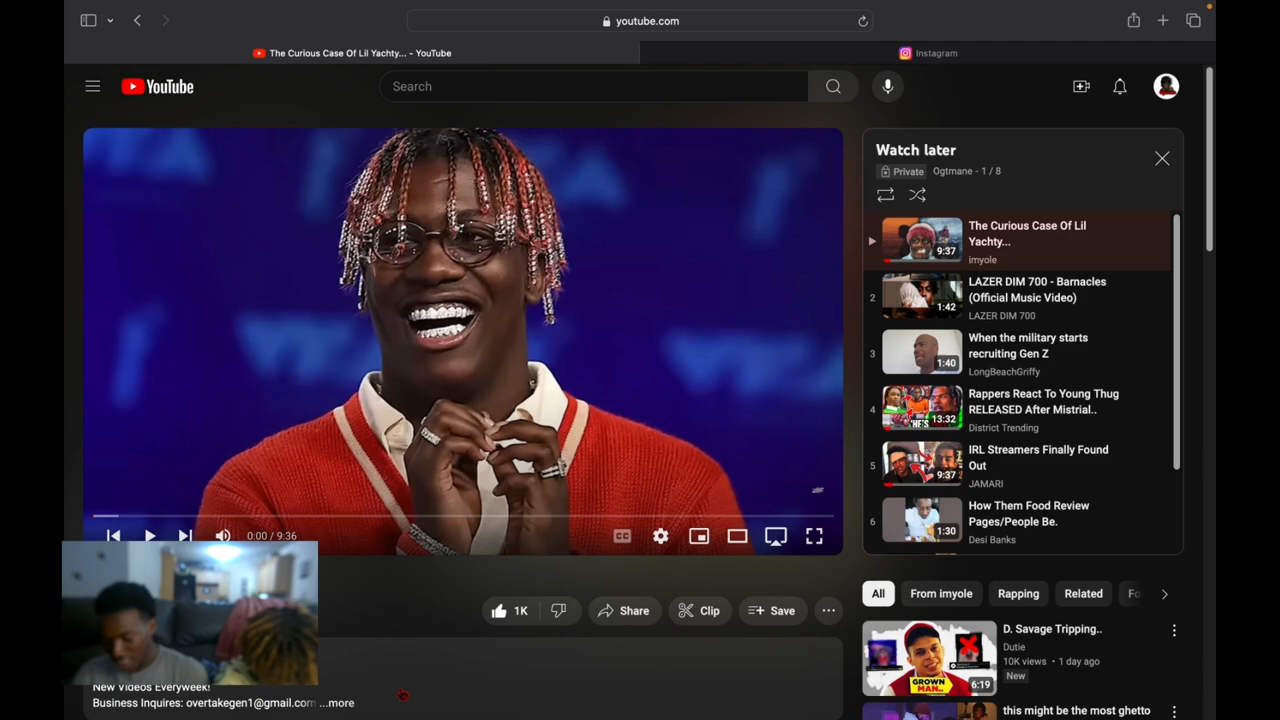 youtube.com
The Curious Case Of Lil Yachty... - YouTube
Instagram
YouTube
Search
Watch later
Private
Ogtmane - 1 / 8
The Curious Case Of Lil
Yachty...
imyole
9:37
2
LAZER DIM 700 - Barnacles
(Official Music Video)
LAZER DIM 700
1:42
3
When the military starts
recruiting Gen Z
LongBeachGriffy
1:40
4
Rappers React To Young Thug
RELEASED After Mistrial..
District Trending
13:32
5
IRL Streamers Finally Found
Out
JAMARI
9:37
6
How Them Food Review
Pages/People Be.
Desi Banks
1:30
0:00 / 9:36
CC
1K
Share
Clip
Save
New Videos Everyweek!
Business Inquires: overtakegen1@gmail.com ...more
All
From imyole
Rapping
Related
Fo
D. Savage Tripping..
Dutie
10K views • 1 day ago
New
GROWN
MAN..
6:19
this might be the most ghetto